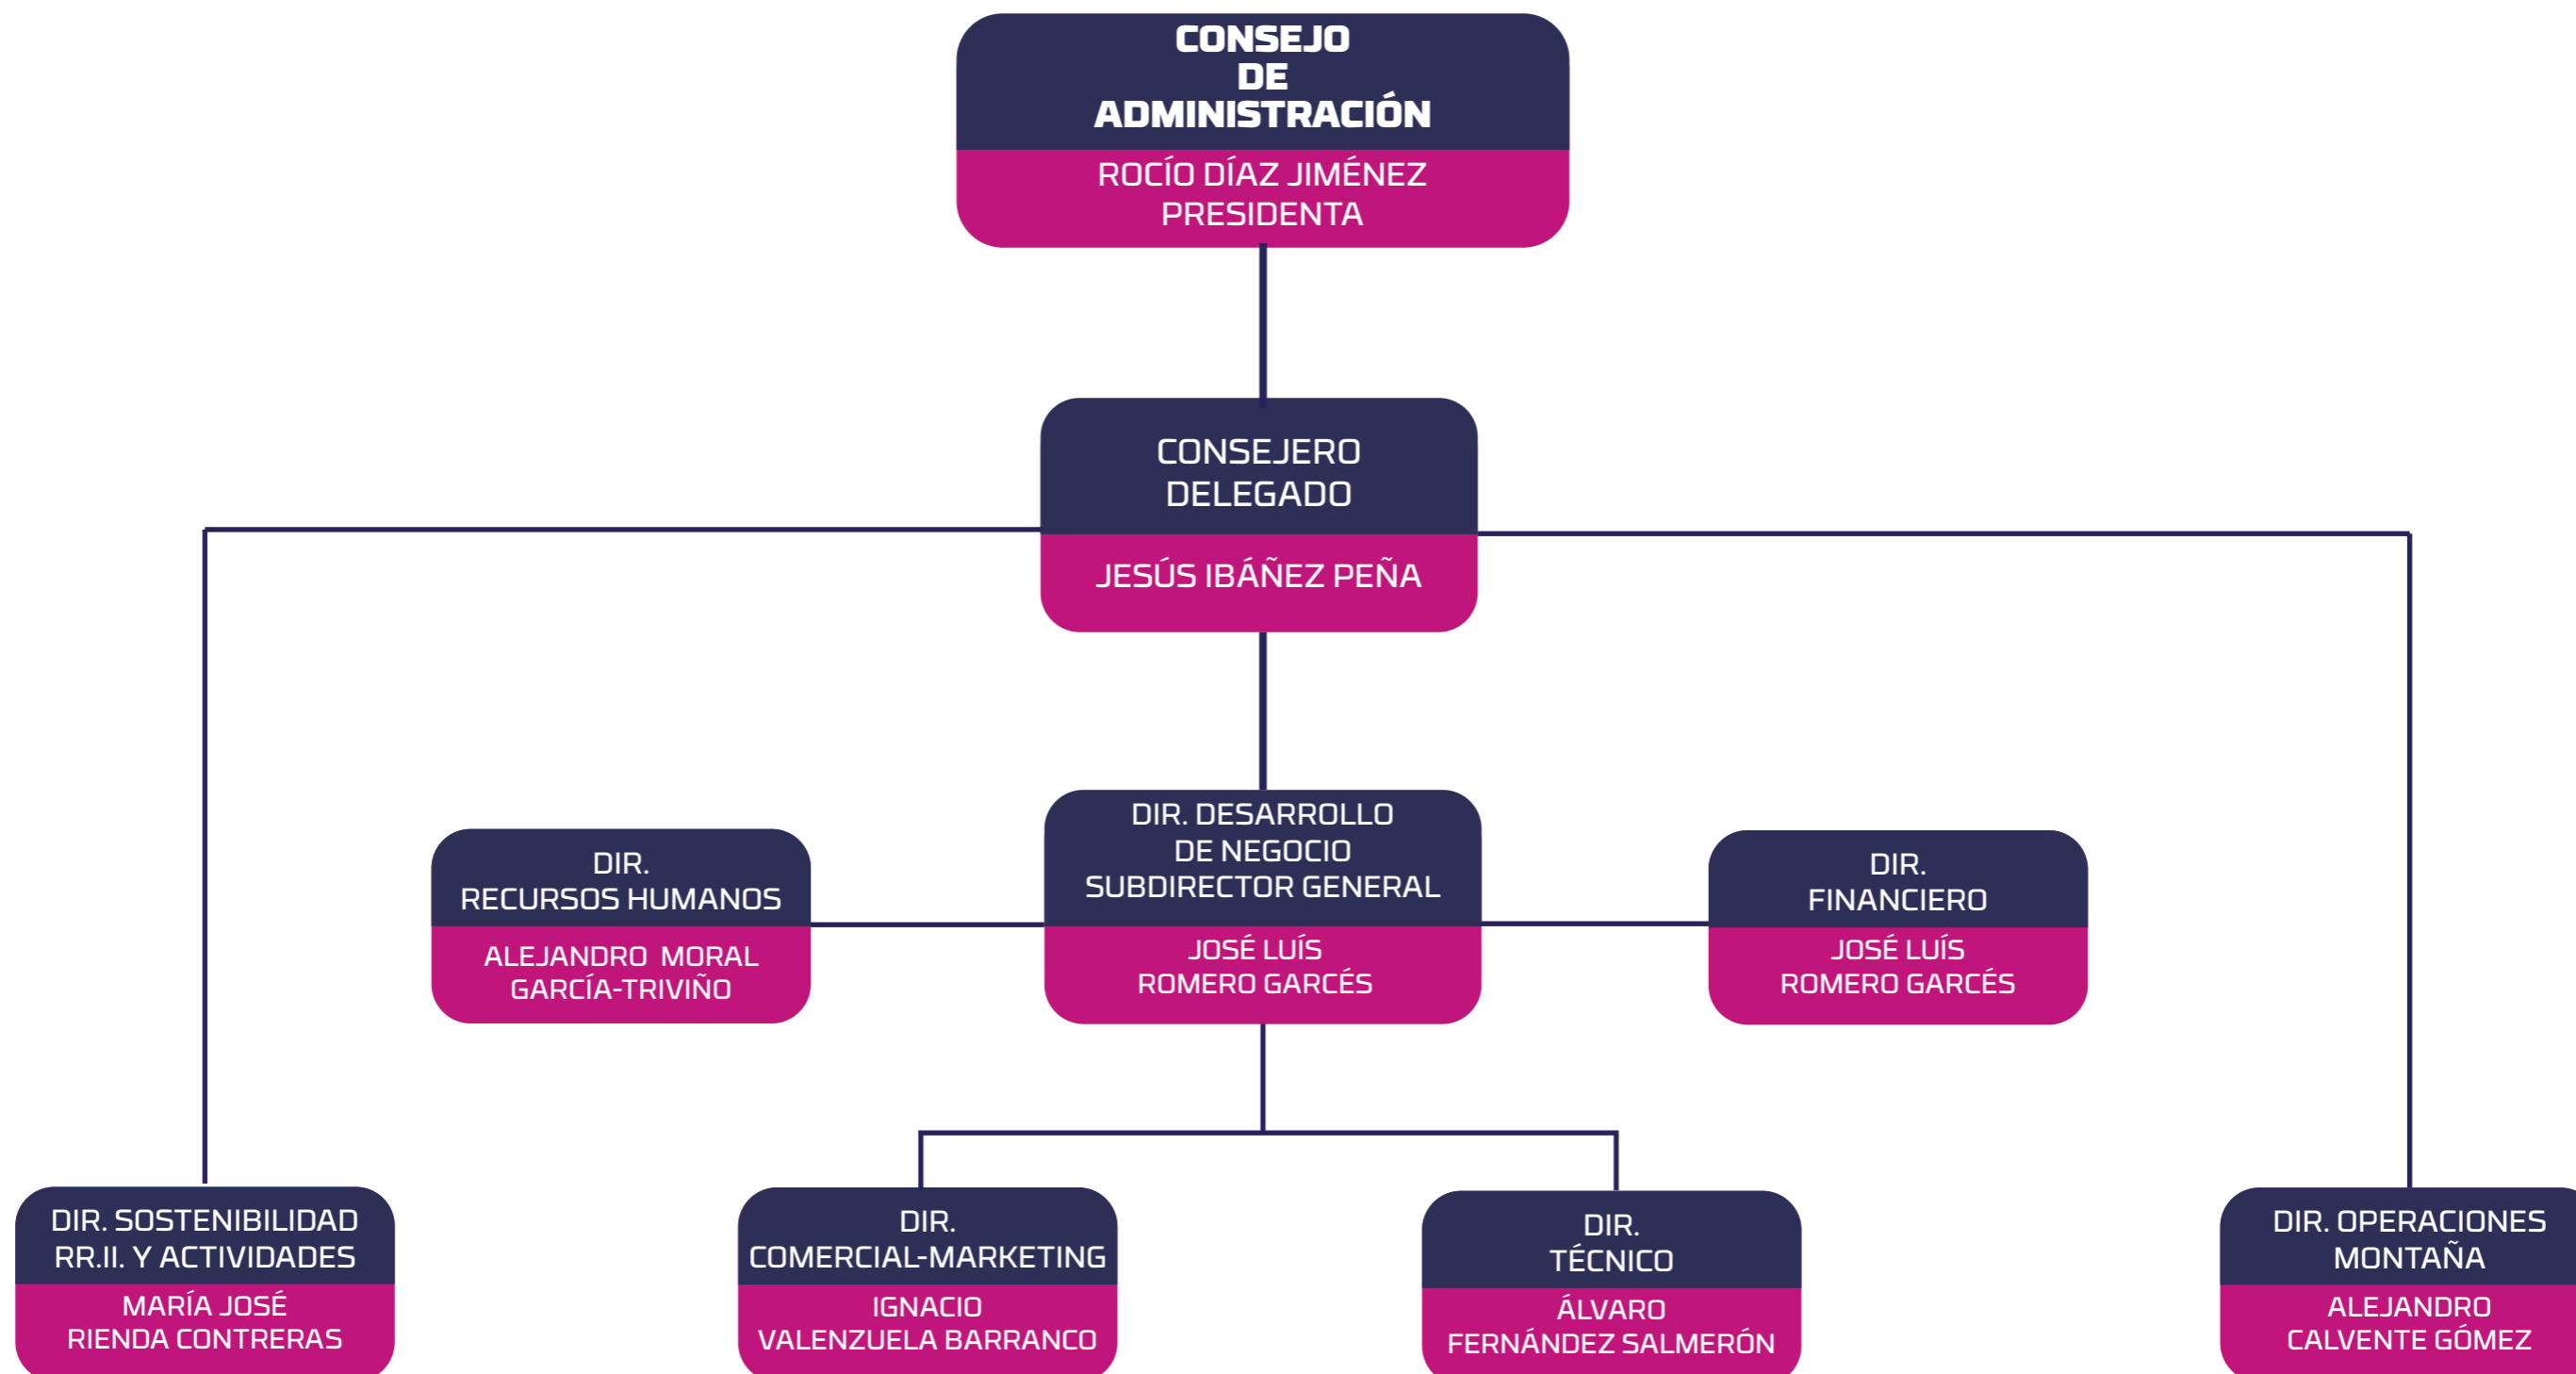 CONSEJO
DE
ADMINISTRACIÓN
ROCÍO DÍAZ JIMÉNEZ
PRESIDENTA
CONSEJERO
DELEGADO
JESÚS IBÁÑEZ PEÑA
DIR.
RECURSOS HUMANOS
ALEJANDRO MORAL
GARCÍA-TRIVIÑO
DIR. DESARROLLO
DE NEGOCIO
SUBDIRECTOR GENERAL
JOSÉ LUÍS
ROMERO GARCÉS
DIR.
FINANCIERO
JOSÉ LUÍS
ROMERO GARCÉS
DIR. SOSTENIBILIDAD
RR.II. Y ACTIVIDADES
MARÍA JOSÉ
RIENDA CONTRERAS
DIR.
COMERCIAL-MARKETING
IGNACIO
VALENZUELA BARRANCO
DIR.
TÉCNICO
ÁLVARO
FERNÁNDEZ SALMERÓN
DIR. OPERACIONES
MONTAÑA
ALEJANDRO
CALVENTE GÓMEZ